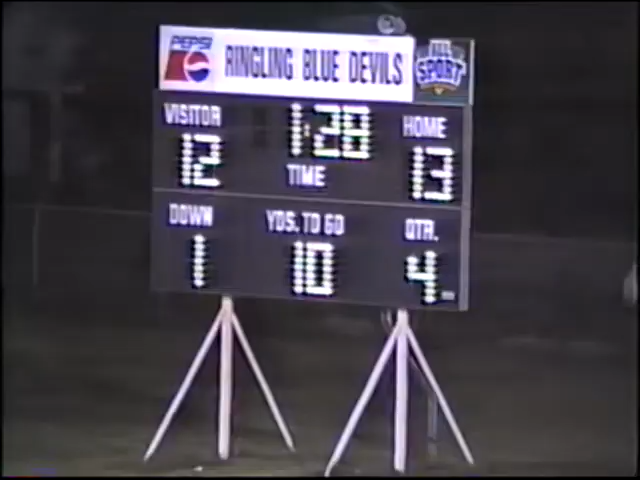 PEPSI RINGLING BLUE DEVILS ALL SPORT
VISITOR 1:28 HOME
12 TIME 13
DOWN YDS. TO GO QTR.
1 10 4